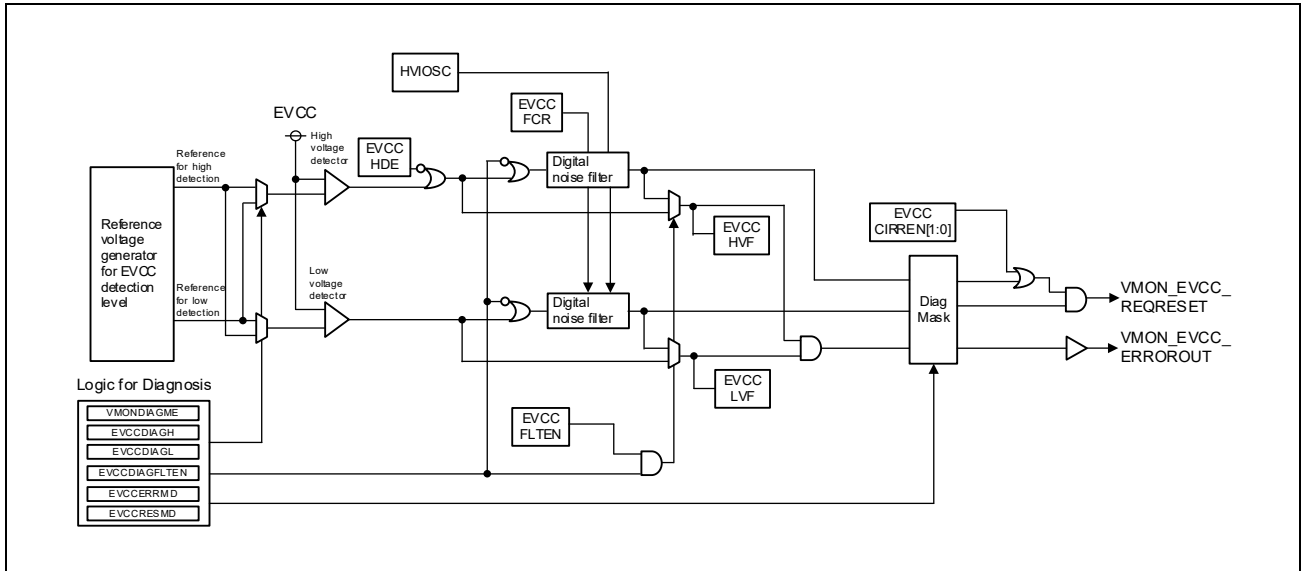 HVIOSC
EVCC
FCR
EVCC
High
voltage
detector
EVCC
HDE
Reference
for high
detection
Digital
noise filter
Reference
voltage
generator
for EVCC
detection
level
EVCC
HVF
EVCC
CIRREN[1:0]
Low
voltage
detector
Reference
for low
detection
Digital
noise filter
Diag
Mask
VMON_EVCC_
REQRESET
VMON_EVCC_
ERROROUT
EVCC
LVF
Logic for Diagnosis
VMONDIAGME
EVCCDIAGH
EVCCDIAGL
EVCCDIAGFLTEN
EVCCERRMD
EVCCRESMD
EVCC
FLTEN